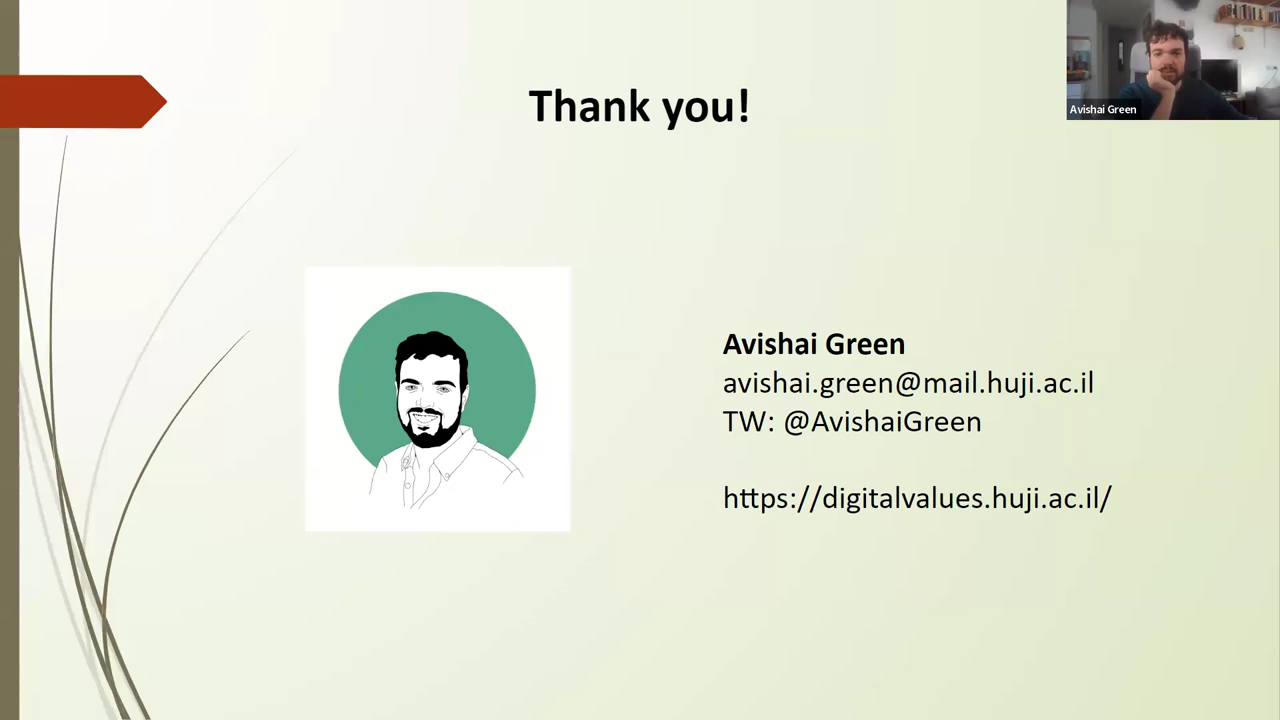 Thank you!
Avishai Green
Avishai Green
avishai.green@mail.huji.ac.il
TW: @AvishaiGreen
https://digitalvalues.huji.ac.il/